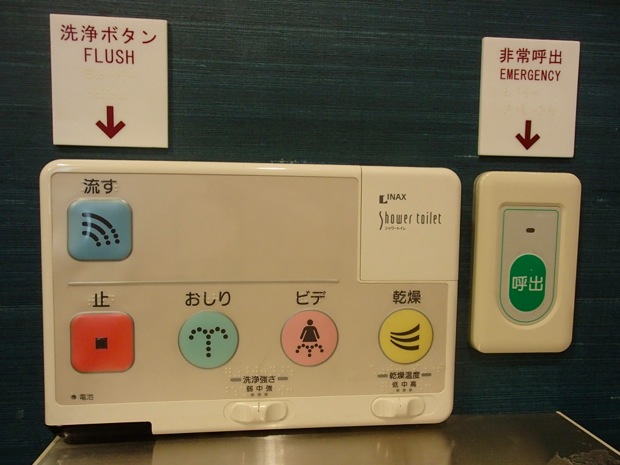 洗浄ボタン
FLUSH
非常呼出
EMERGENCY
流す
INAX
Shower toilet
シャワートイレ
呼出
止
おしり
ビデ
乾燥
洗浄強さ
弱 中 強
乾燥温度
低 中 高
電池